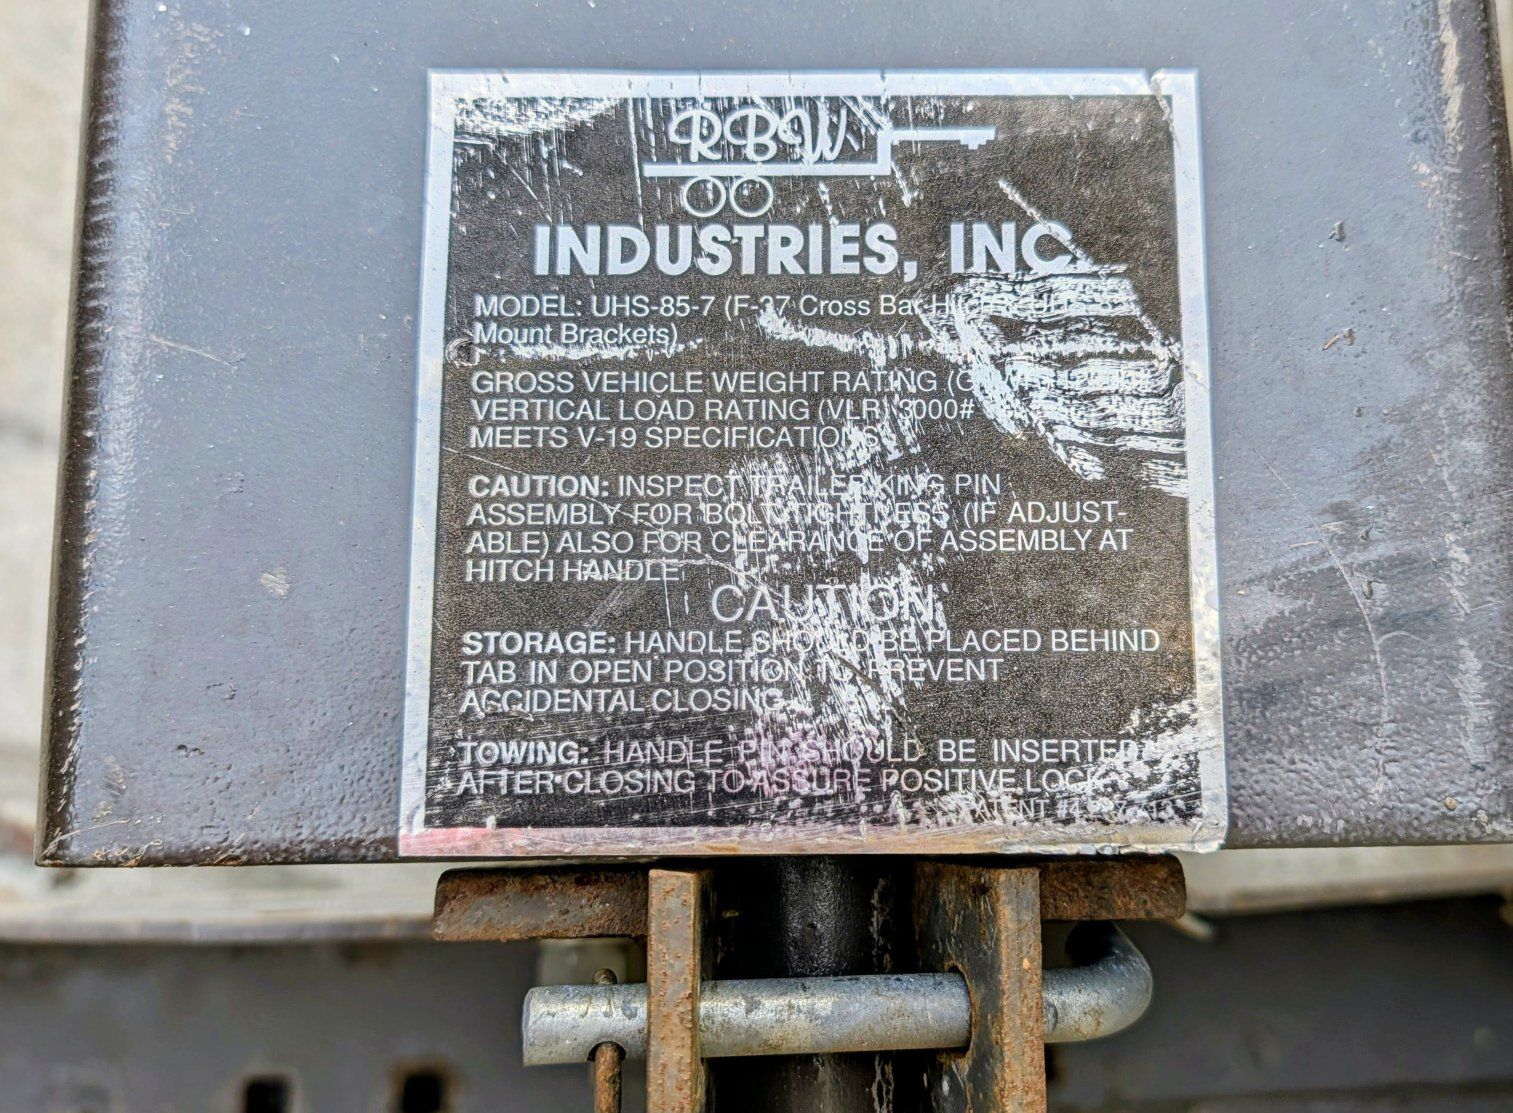 RBW
INDUSTRIES, INC.
MODEL: UHS-85-7 (F-37 Cross Bar
Mount Brackets)
GROSS VEHICLE WEIGHT RATING
VERTICAL LOAD RATING (VLR) 3000#
MEETS V-19 SPECIFICATIONS
CAUTION: INSPECT TRAILER KING PIN
ASSEMBLY FOR BOLT TIGHTNESS (IF ADJUST-
ABLE) ALSO FOR CLEARANCE OF ASSEMBLY AT
HITCH HANDLE
CAUTION
STORAGE: HANDLE SHOULD BE PLACED BEHIND
TAB IN OPEN POSITION TO PREVENT
ACCIDENTAL CLOSING
TOWING: HANDLE PIN SHOULD BE INSERTED
AFTER CLOSING TO ASSURE POSITIVE LOCK
PATENT